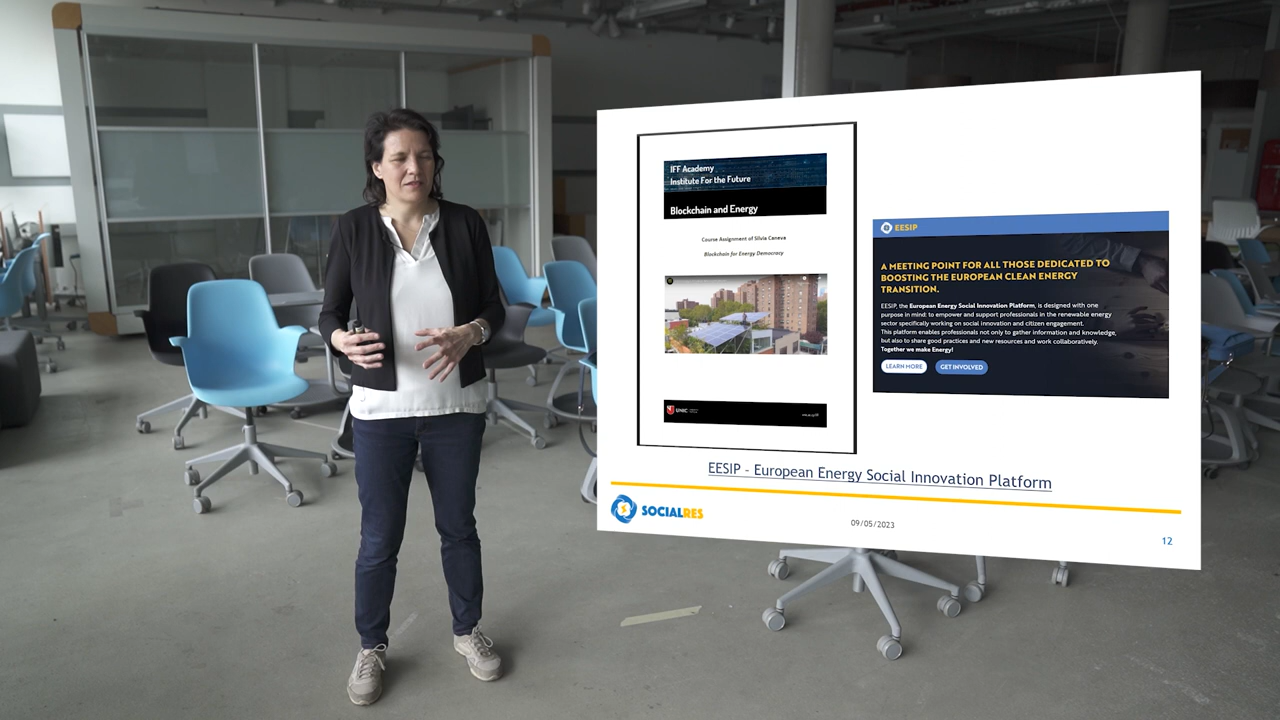 IFF Academy
Institute For the Future
Blockchain and Energy
Course Assignment of Silvia Caneva
Blockchain for Energy Democracy
UNIC
EESIP
A MEETING POINT FOR ALL THOSE DEDICATED TO
BOOSTING THE EUROPEAN CLEAN ENERGY
TRANSITION.
EESIP, the European Energy Social Innovation Platform, is designed with one
purpose in mind: to empower and support professionals in the renewable energy
sector specifically working on social innovation and citizen engagement.
This platform enables professionals not only to gather information and knowledge,
but also to share good practices and new resources and work collaboratively.
Together we make Energy!
LEARN MORE
GET INVOLVED
EESIP - European Energy Social Innovation Platform
SOCIALRES
09/05/2023
12